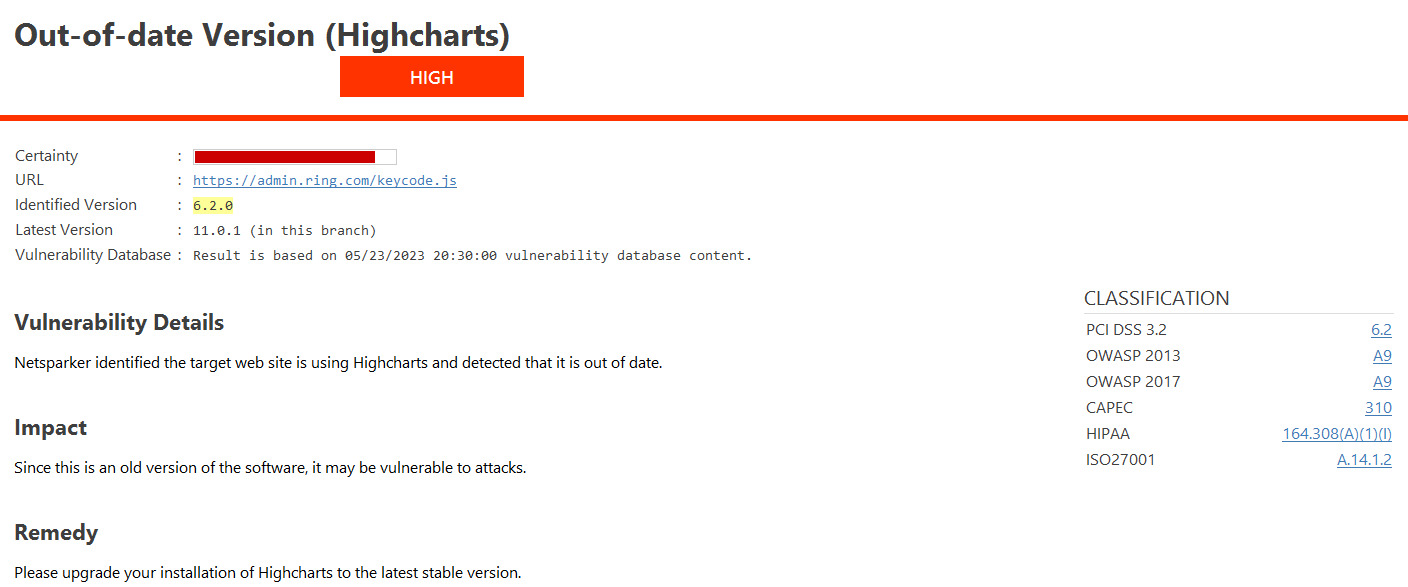 Out-of-date Version (Highcharts)
HIGH
Certainty :
URL : https://admin.ring.com/keycode.js
Identified Version : 6.2.0
Latest Version : 11.0.1 (in this branch)
Vulnerability Database : Result is based on 05/23/2023 20:30:00 vulnerability database content.
Vulnerability Details
Netsparker identified the target web site is using Highcharts and detected that it is out of date.
Impact
Since this is an old version of the software, it may be vulnerable to attacks.
Remedy
Please upgrade your installation of Highcharts to the latest stable version.
CLASSIFICATION
PCI DSS 3.2 6.2
OWASP 2013 A9
OWASP 2017 A9
CAPEC 310
HIPAA 164.308(A)(1)(I)
ISO27001 A.14.1.2